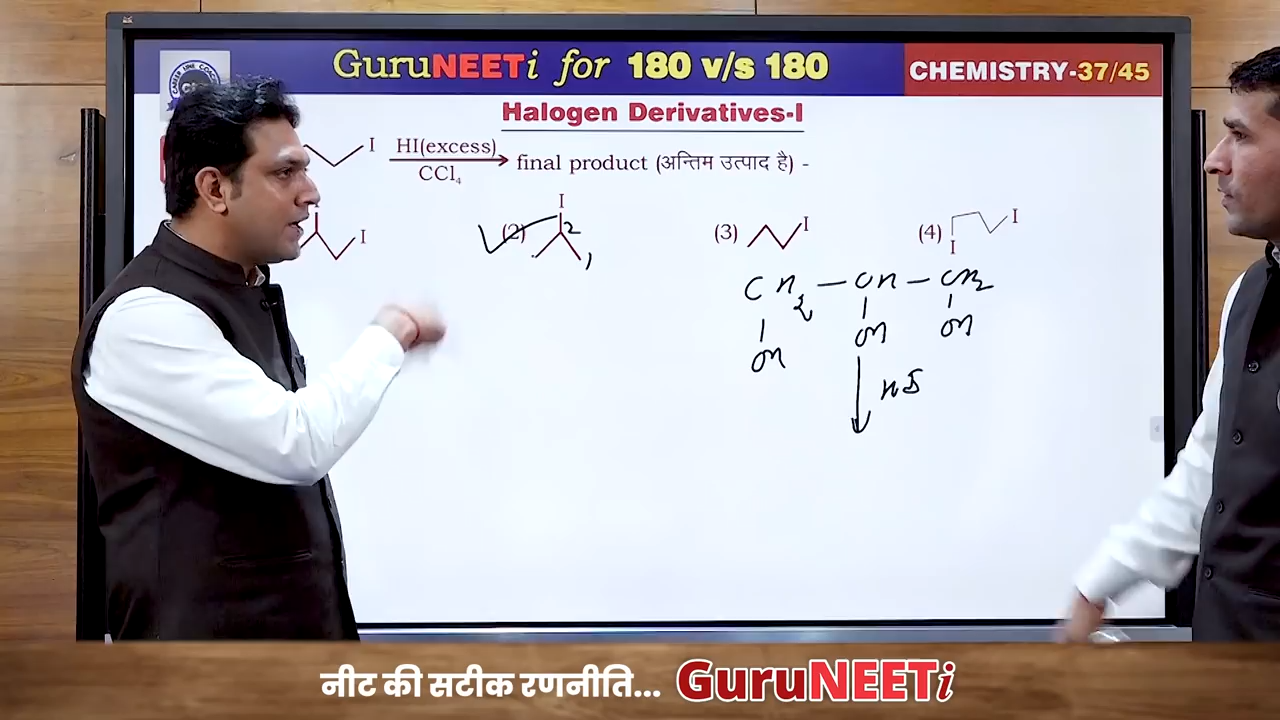 GuruNEETi for 180 v/s 180
CHEMISTRY-37/45
Halogen Derivatives-I
I HI(excess) final product (अन्तिम उत्पाद है) -
CCl₄
I
I (2) 2 (3) I (4) I
I
CH₂ — CH — CH₂
OH OH OH
HI
नीट की सटीक रणनीति... GuruNEETi